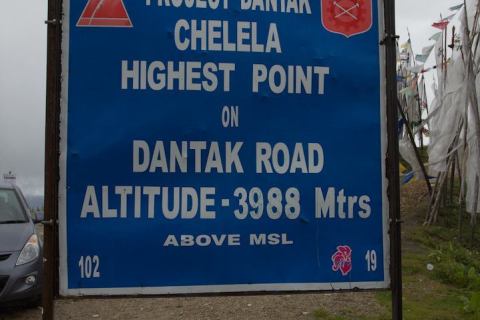 PROJECT DANTAK
CHELELA
HIGHEST POINT
ON
DANTAK ROAD
ALTITUDE - 3988 Mtrs
ABOVE MSL
102 19